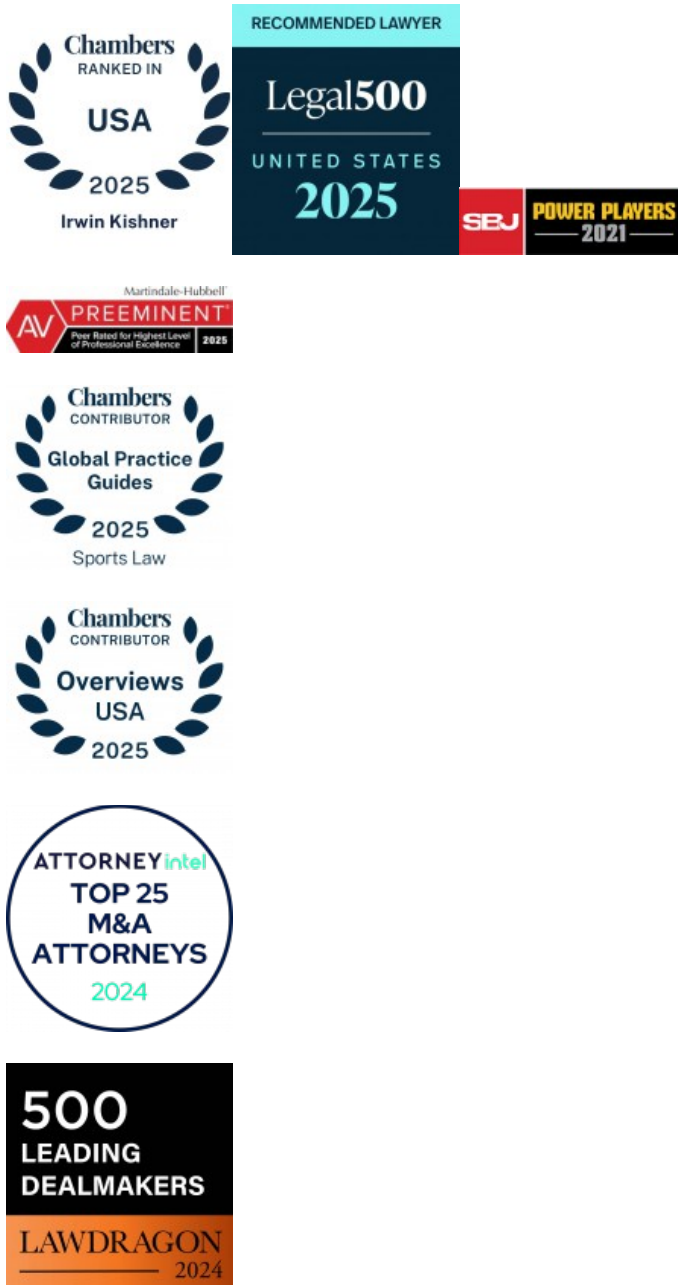 Chambers
RANKED IN
USA
2025
Irwin Kishner
RECOMMENDED LAWYER
Legal500
UNITED STATES
2025
SBJ
POWER PLAYERS
2021
Martindale-Hubbell®
AV
PREEMINENT®
Peer Rated for Highest Level
of Professional Excellence
2025
Chambers
CONTRIBUTOR
Global Practice
Guides
2025
Sports Law
Chambers
CONTRIBUTOR
Overviews
USA
2025
ATTORNEYintel
TOP 25
M&A
ATTORNEYS
2024
500
LEADING
DEALMAKERS
LAWDRAGON
2024